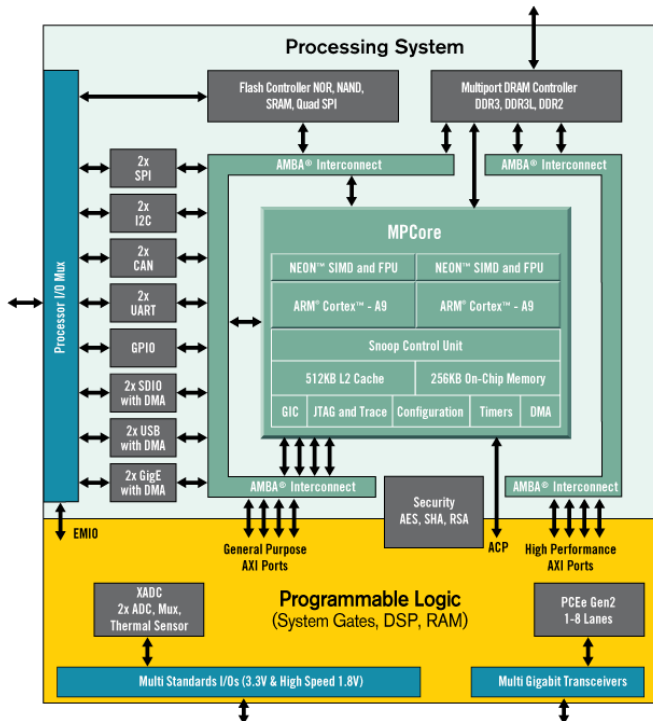 Processing System
Flash Controller NOR, NAND,
SRAM, Quad SPI
Multiport DRAM Controller
DDR3, DDR3L, DDR2
AMBA® Interconnect
AMBA® Interconnect
Processor I/O Mux
2x
SPI
2x
I2C
2x
CAN
2x
UART
GPIO
2x SDIO
with DMA
2x USB
with DMA
2x GigE
with DMA
MPCore
NEON™ SIMD and FPU
NEON™ SIMD and FPU
ARM® Cortex™ - A9
ARM® Cortex™ - A9
Snoop Control Unit
512KB L2 Cache
256KB On-Chip Memory
GIC
JTAG and Trace
Configuration
Timers
DMA
AMBA® Interconnect
AMBA® Interconnect
Security
AES, SHA, RSA
EMIO
General Purpose
AXI Ports
ACP
High Performance
AXI Ports
XADC
2x ADC, Mux,
Thermal Sensor
Programmable Logic
(System Gates, DSP, RAM)
PCEe Gen2
1-8 Lanes
Multi Standards I/Os (3.3V & High Speed 1.8V)
Multi Gigabit Transceivers